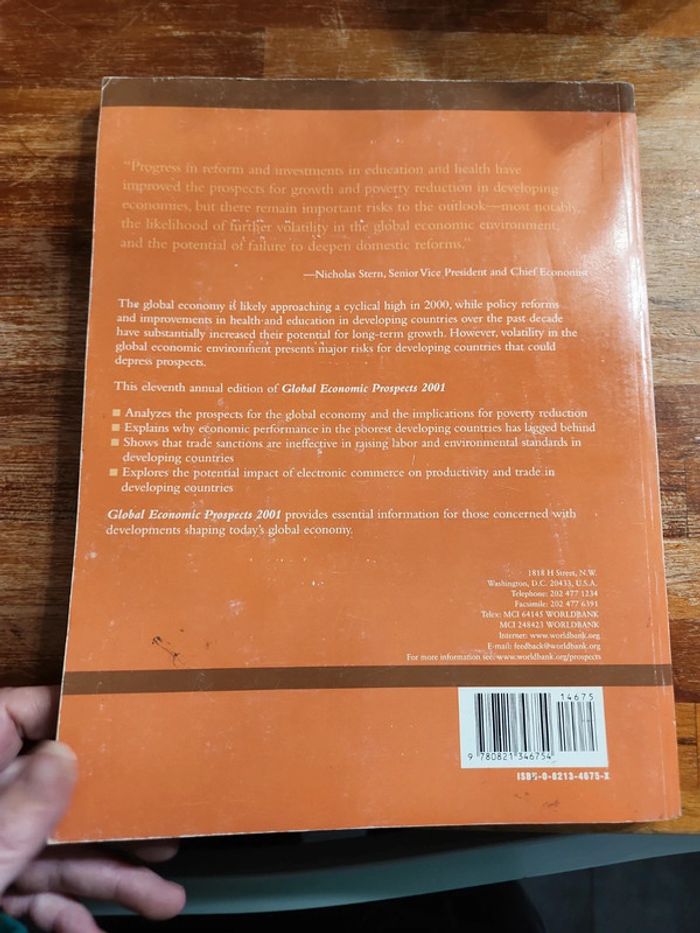 "Progress in reform and investments in education and health have
improved the prospects for growth and poverty reduction in developing
economies, but there remain important risks to the outlook—most notably,
the likelihood of further volatility in the global economic environment,
and the potential of failure to deepen domestic reforms."
—Nicholas Stern, Senior Vice President and Chief Economist
The global economy is likely approaching a cyclical high in 2000, while policy reforms
and improvements in health and education in developing countries over the past decade
have substantially increased their potential for long-term growth. However, volatility in the
global economic environment presents major risks for developing countries that could
depress prospects.
This eleventh annual edition of Global Economic Prospects 2001
■ Analyzes the prospects for the global economy and the implications for poverty reduction
■ Explains why economic performance in the poorest developing countries has lagged behind
■ Shows that trade sanctions are ineffective in raising labor and environmental standards in
developing countries
■ Explores the potential impact of electronic commerce on productivity and trade in
developing countries
Global Economic Prospects 2001 provides essential information for those concerned with
developments shaping today's global economy.
1818 H Street, N.W.
Washington, D.C. 20433, U.S.A.
Telephone: 202 477 1234
Facsimile: 202 477 6391
Telex: MCI 64145 WORLDBANK
MCI 248423 WORLDBANK
Internet: www.worldbank.org
E-mail: feedback@worldbank.org
For more information see: www.worldbank.org/prospects
14675
9 780821 346754
ISBN-0-8213-4675-X